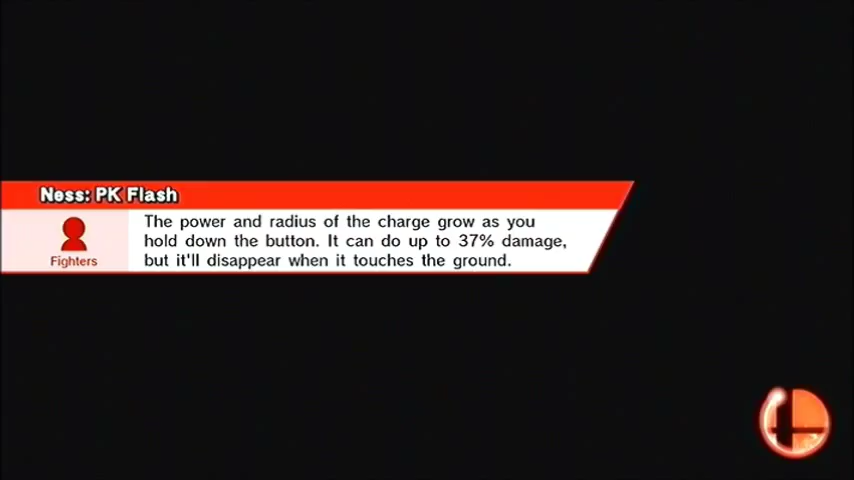 Ness: PK Flash
The power and radius of the charge grow as you
hold down the button. It can do up to 37% damage,
but it'll disappear when it touches the ground.
Fighters